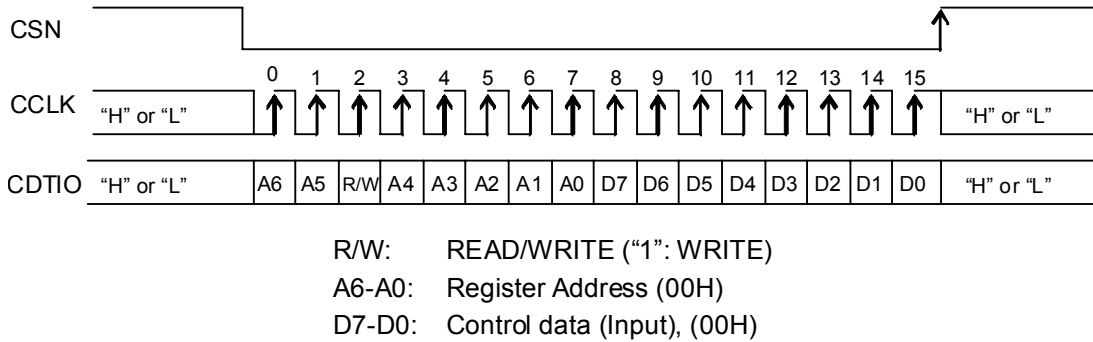 CSN
0 1 2 3 4 5 6 7 8 9 10 11 12 13 14 15
CCLK “H” or “L” “H” or “L”
CDTIO “H” or “L” A6 A5 R/W A4 A3 A2 A1 A0 D7 D6 D5 D4 D3 D2 D1 D0 “H” or “L”
R/W: READ/WRITE (“1”: WRITE)
A6-A0: Register Address (00H)
D7-D0: Control data (Input), (00H)